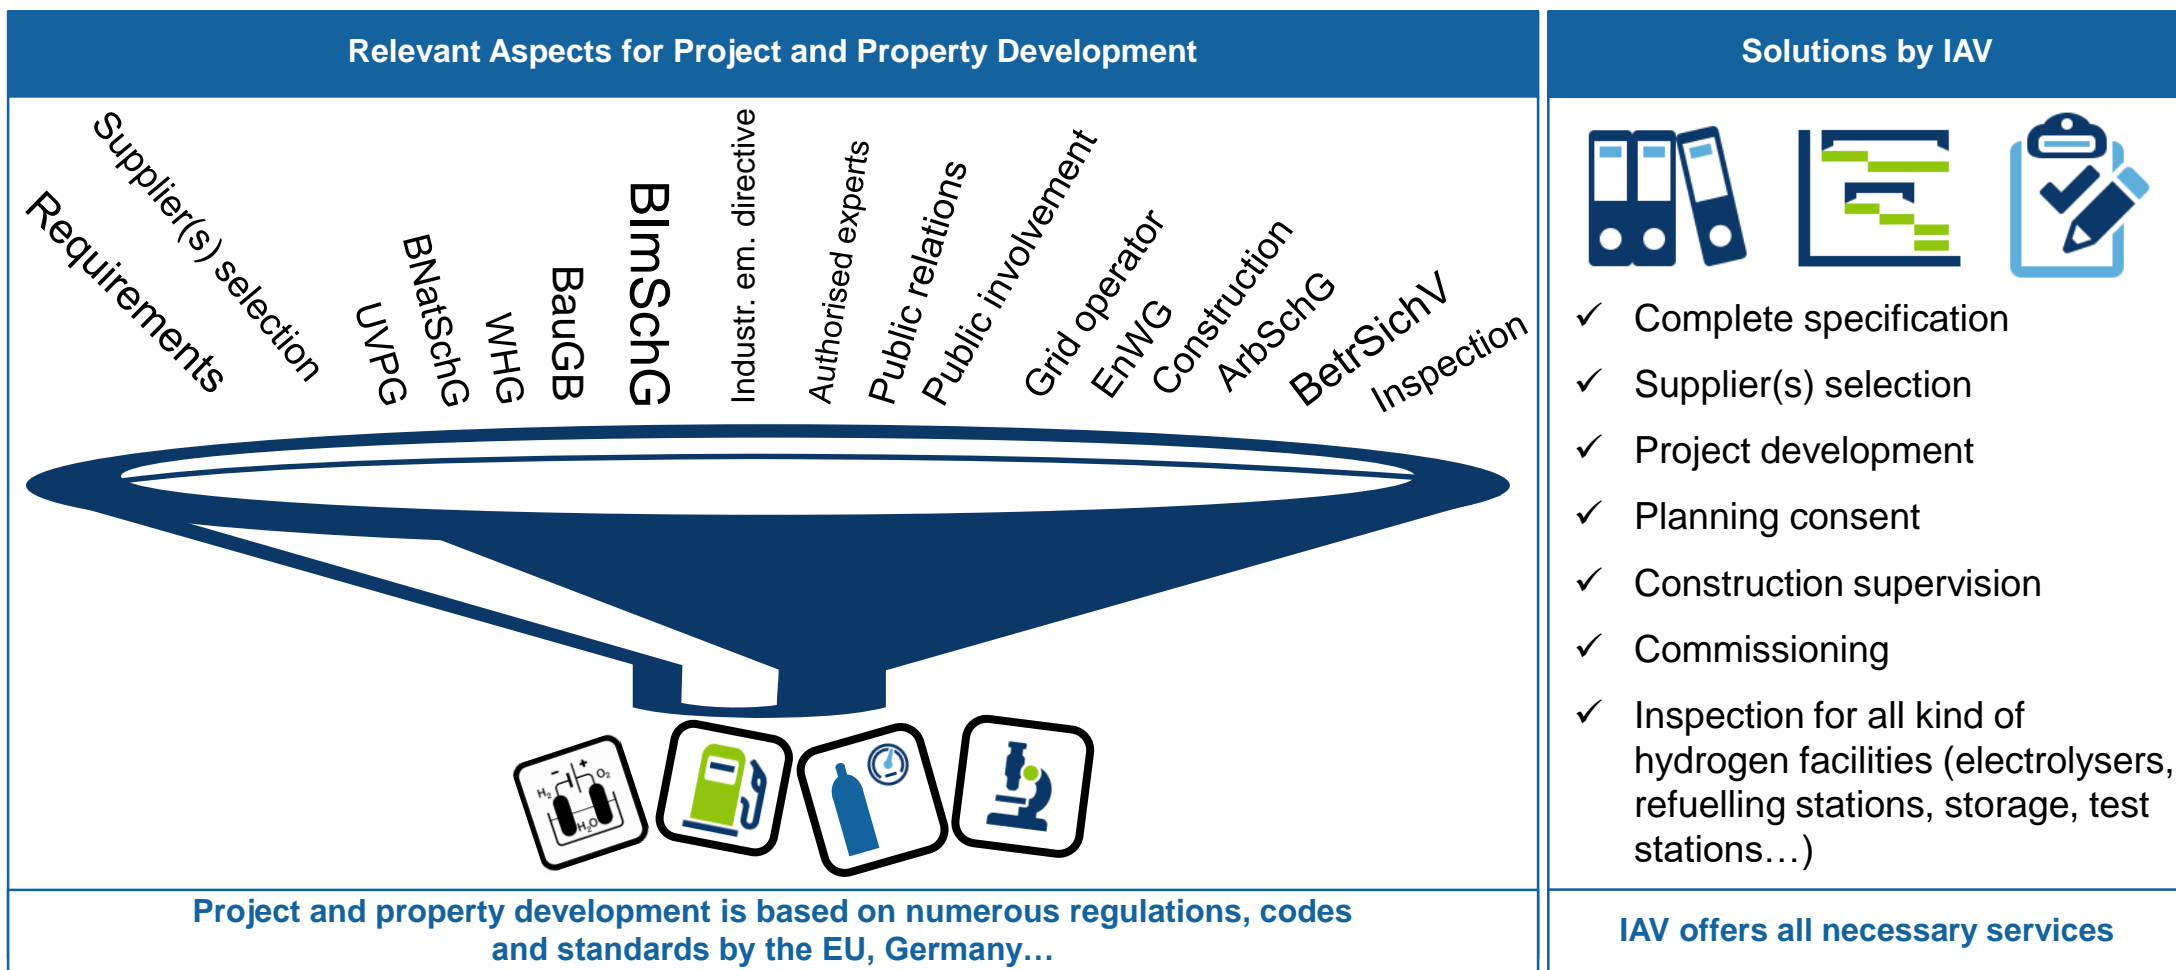 Relevant Aspects for Project and Property Development
Requirements
Supplier(s) selection
UVPG
BNatSchG
WHG
BauGB
BImSchG
Industr. em. directive
Authorised experts
Public relations
Public involvement
Grid operator
EnWG
Construction
ArbSchG
BetrSichV
Inspection
- +
H₂
O₂
H₂O
Project and property development is based on numerous regulations, codes
and standards by the EU, Germany…
Solutions by IAV
✓ Complete specification
✓ Supplier(s) selection
✓ Project development
✓ Planning consent
✓ Construction supervision
✓ Commissioning
✓ Inspection for all kind of
hydrogen facilities (electrolysers,
refuelling stations, storage, test
stations…)
IAV offers all necessary services